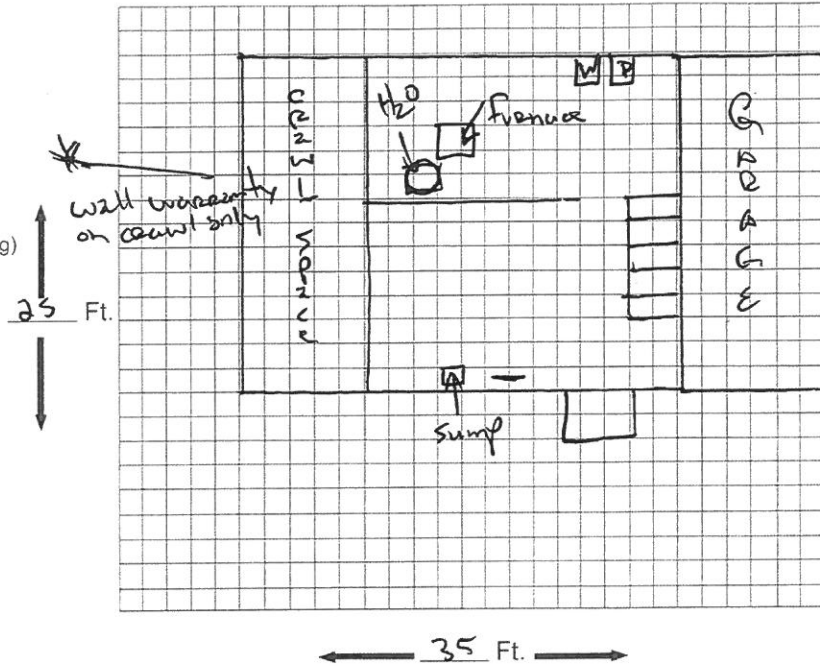 W D
H2O
furnace
CRAWL SPACE
GARAGE
wall warranty
on crawl only
g)
25 Ft.
sump
35 Ft.